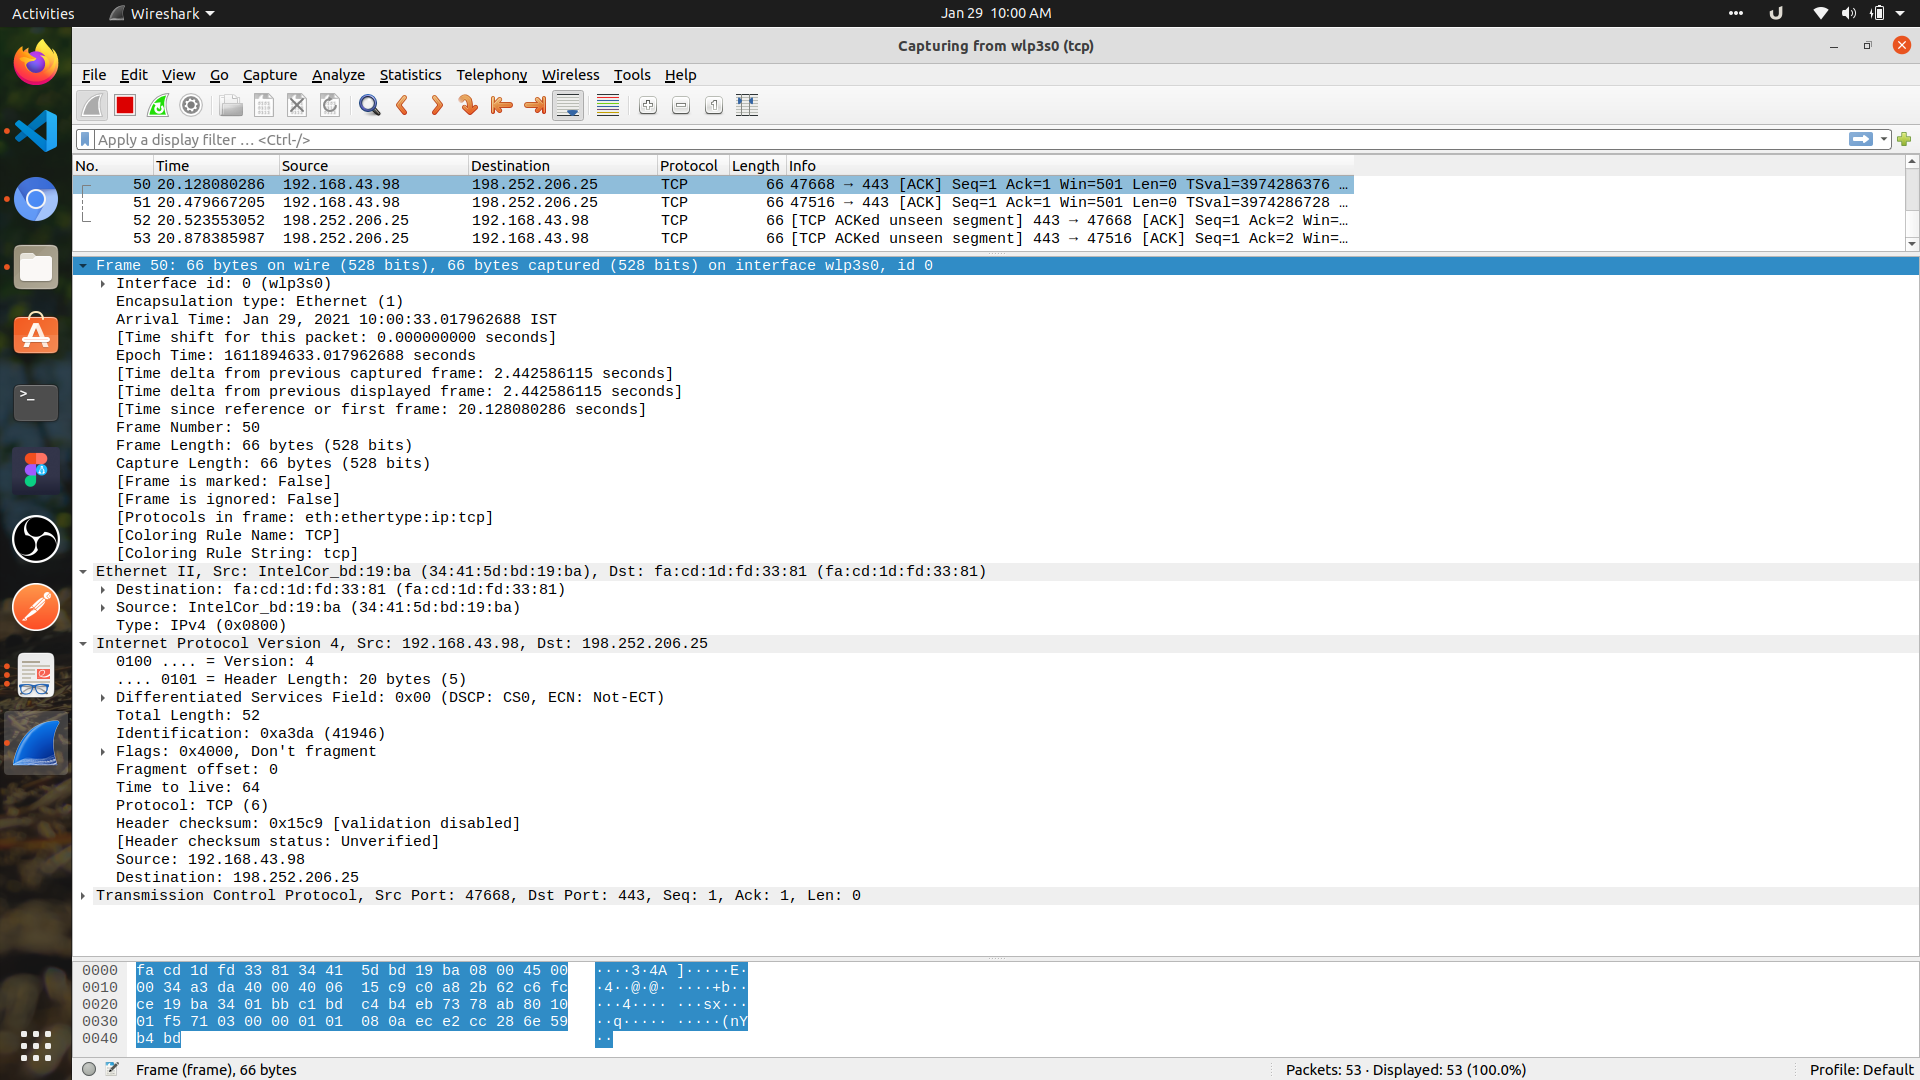 Activities Wireshark Jan 29 10:00 AM
Capturing from wlp3s0 (tcp)
File Edit View Go Capture Analyze Statistics Telephony Wireless Tools Help
Apply a display filter … <Ctrl-/>
No. Time Source Destination Protocol Length Info
50 20.128080286 192.168.43.98 198.252.206.25 TCP 66 47668 → 443 [ACK] Seq=1 Ack=1 Win=501 Len=0 TSval=3974286376 …
51 20.479667205 192.168.43.98 198.252.206.25 TCP 66 47516 → 443 [ACK] Seq=1 Ack=1 Win=501 Len=0 TSval=3974286728 …
52 20.523553052 198.252.206.25 192.168.43.98 TCP 66 [TCP ACKed unseen segment] 443 → 47668 [ACK] Seq=1 Ack=2 Win=…
53 20.878385987 198.252.206.25 192.168.43.98 TCP 66 [TCP ACKed unseen segment] 443 → 47516 [ACK] Seq=1 Ack=2 Win=…
Frame 50: 66 bytes on wire (528 bits), 66 bytes captured (528 bits) on interface wlp3s0, id 0
Interface id: 0 (wlp3s0)
Encapsulation type: Ethernet (1)
Arrival Time: Jan 29, 2021 10:00:33.017962688 IST
[Time shift for this packet: 0.000000000 seconds]
Epoch Time: 1611894633.017962688 seconds
[Time delta from previous captured frame: 2.442586115 seconds]
[Time delta from previous displayed frame: 2.442586115 seconds]
[Time since reference or first frame: 20.128080286 seconds]
Frame Number: 50
Frame Length: 66 bytes (528 bits)
Capture Length: 66 bytes (528 bits)
[Frame is marked: False]
[Frame is ignored: False]
[Protocols in frame: eth:ethertype:ip:tcp]
[Coloring Rule Name: TCP]
[Coloring Rule String: tcp]
Ethernet II, Src: IntelCor_bd:19:ba (34:41:5d:bd:19:ba), Dst: fa:cd:1d:fd:33:81 (fa:cd:1d:fd:33:81)
Destination: fa:cd:1d:fd:33:81 (fa:cd:1d:fd:33:81)
Source: IntelCor_bd:19:ba (34:41:5d:bd:19:ba)
Type: IPv4 (0x0800)
Internet Protocol Version 4, Src: 192.168.43.98, Dst: 198.252.206.25
0100 .... = Version: 4
.... 0101 = Header Length: 20 bytes (5)
Differentiated Services Field: 0x00 (DSCP: CS0, ECN: Not-ECT)
Total Length: 52
Identification: 0xa3da (41946)
Flags: 0x4000, Don't fragment
Fragment offset: 0
Time to live: 64
Protocol: TCP (6)
Header checksum: 0x15c9 [validation disabled]
[Header checksum status: Unverified]
Source: 192.168.43.98
Destination: 198.252.206.25
Transmission Control Protocol, Src Port: 47668, Dst Port: 443, Seq: 1, Ack: 1, Len: 0
0000 fa cd 1d fd 33 81 34 41 5d bd 19 ba 08 00 45 00 ····3·4A ]·····E·
0010 00 34 a3 da 40 00 40 06 15 c9 c0 a8 2b 62 c6 fc ·4··@·@· ····+b··
0020 ce 19 ba 34 01 bb c1 bd c4 b4 eb 73 78 ab 80 10 ···4···· ···sx···
0030 01 f5 71 03 00 00 01 01 08 0a ec e2 cc 28 6e 59 ··q····· ·····(nY
0040 b4 bd ··
Frame (frame), 66 bytes Packets: 53 · Displayed: 53 (100.0%) Profile: Default